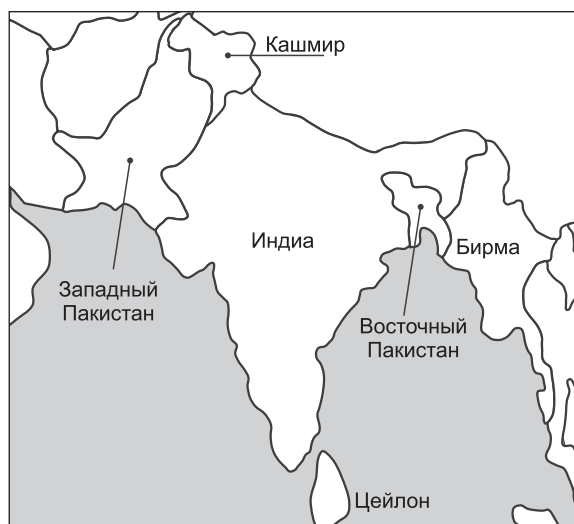 Кашмир
Индиа
Бирма
Западный
Пакистан
Восточный
Пакистан
Цейлон